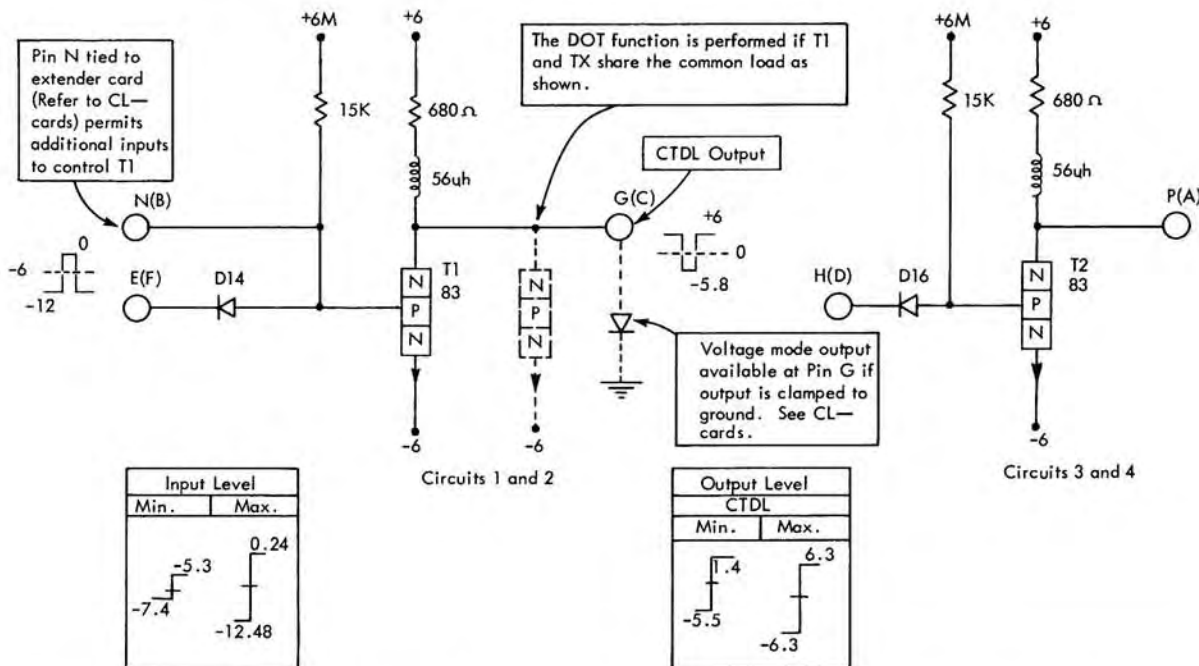 +6M
+6
+6M
+6
Pin N tied to
extender card
(Refer to CL—
cards) permits
additional inputs
to control T1
The DOT function is performed if T1
and TX share the common load as
shown.
15K
680 Ω
15K
680 Ω
CTDL Output
56uh
56uh
N(B)
G(C)
P(A)
0
-6
-12
+6
0
-5.8
E(F)
D14
N
P
N
T1
83
N
P
N
H(D)
D16
N
P
N
T2
83
Voltage mode output
available at Pin G if
output is clamped to
ground. See CL—
cards.
-6
-6
-6
Circuits 1 and 2
Circuits 3 and 4
Input Level
Min. Max.
-5.3
-7.4
0.24
-12.48
Output Level
CTDL
Min. Max.
1.4
-5.5
6.3
-6.3